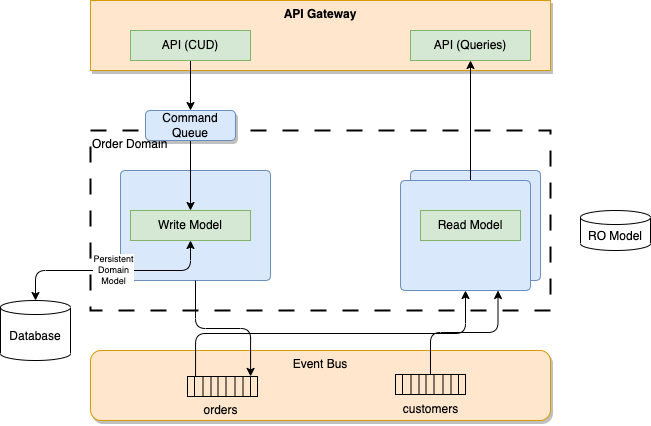 API Gateway
API (CUD)
API (Queries)
Command
Queue
Order Domain
Write Model
Read Model
RO Model
Persistent
Domain
Model
Database
Event Bus
orders
customers